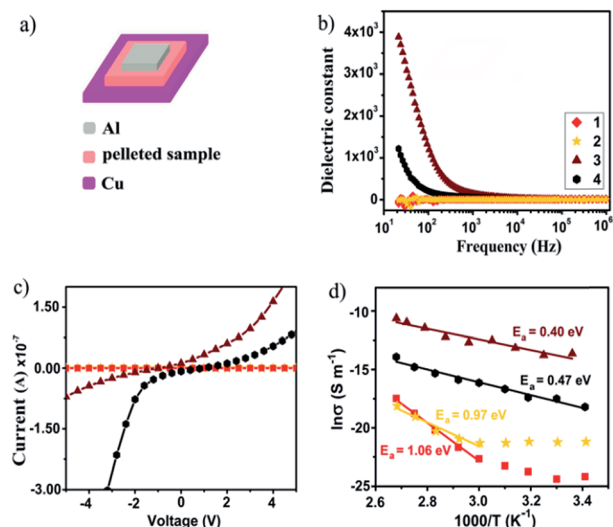 a)
Al
pelleted sample
Cu
b)
Dielectric constant
4x10³
3x10³
2x10³
1x10³
0
10¹ 10² 10³ 10⁴ 10⁵ 10⁶
Frequency (Hz)
1
2
3
4
c)
Current (A) x10⁻⁷
1.50
0.00
-1.50
-3.00
-4 -2 0 2 4
Voltage (V)
d)
lnσ (S m⁻¹)
-10
-15
-20
-25
Eₐ = 0.40 eV
Eₐ = 0.47 eV
Eₐ = 0.97 eV
Eₐ = 1.06 eV
2.6 2.8 3.0 3.2 3.4
1000/T (K⁻¹)